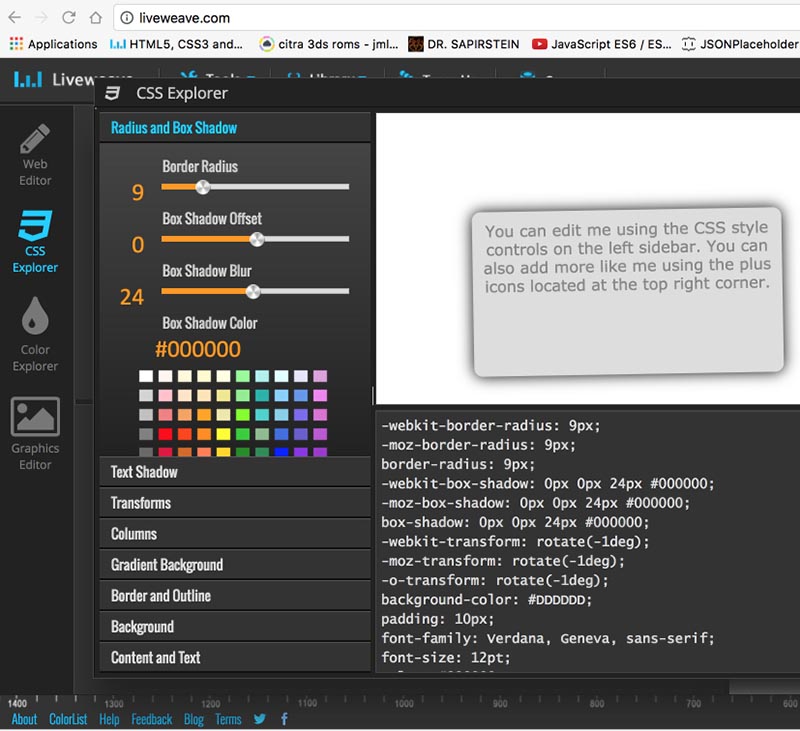 liveweave.com
Applications
HTML5, CSS3 and...
citra 3ds roms - jml...
DR. SAPIRSTEIN
JavaScript ES6 / ES...
JSONPlaceholder
Liveweave
Tools
Library
CSS Explorer
Web
Editor
CSS
Explorer
Color
Explorer
Graphics
Editor
Radius and Box Shadow
Border Radius
9
Box Shadow Offset
0
Box Shadow Blur
24
Box Shadow Color
#000000
Text Shadow
Transforms
Columns
Gradient Background
Border and Outline
Background
Content and Text
You can edit me using the CSS style
controls on the left sidebar. You can
also add more like me using the plus
icons located at the top right corner.
-webkit-border-radius: 9px;
-moz-border-radius: 9px;
border-radius: 9px;
-webkit-box-shadow: 0px 0px 24px #000000;
-moz-box-shadow: 0px 0px 24px #000000;
box-shadow: 0px 0px 24px #000000;
-webkit-transform: rotate(-1deg);
-moz-transform: rotate(-1deg);
-o-transform: rotate(-1deg);
background-color: #DDDDDD;
padding: 10px;
font-family: Verdana, Geneva, sans-serif;
font-size: 12pt;
1400 1300 1200 1100 1000 900 800 700 600
About ColorList Help Feedback Blog Terms